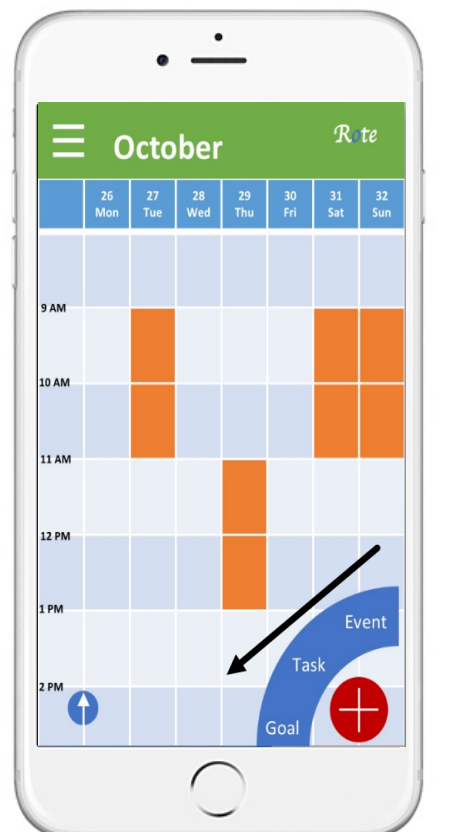 October
Rote
26 27 28 29 30 31 32
Mon Tue Wed Thu Fri Sat Sun
9 AM
10 AM
11 AM
12 PM
1 PM
Event
Task
2 PM
Goal